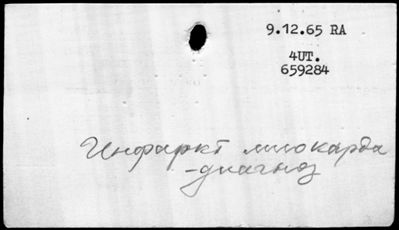 9.12.65 RA
4UT.
659284
Инфаркт миокарда
-диагноз